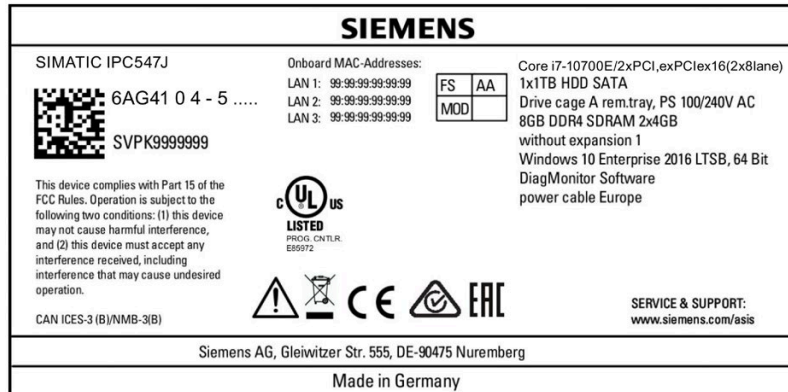 SIEMENS
SIMATIC IPC547J
6AG41 0 4 - 5 .....
SVPK9999999
Onboard MAC-Addresses:
LAN 1: 99:99:99:99:99:99
LAN 2: 99:99:99:99:99:99
LAN 3: 99:99:99:99:99:99
FS AA
MOD
Core i7-10700E/2xPCI,exPCIex16(2x8lane)
1x1TB HDD SATA
Drive cage A rem.tray, PS 100/240V AC
8GB DDR4 SDRAM 2x4GB
without expansion 1
Windows 10 Enterprise 2016 LTSB, 64 Bit
DiagMonitor Software
power cable Europe
This device complies with Part 15 of the
FCC Rules. Operation is subject to the
following two conditions: (1) this device
may not cause harmful interference,
and (2) this device must accept any
interference received, including
interference that may cause undesired
operation.
CAN ICES-3 (B)/NMB-3(B)
C UL US
LISTED
PROG. CNTLR.
E85972
CE
EAC
SERVICE & SUPPORT:
www.siemens.com/asis
Siemens AG, Gleiwitzer Str. 555, DE-90475 Nuremberg
Made in Germany